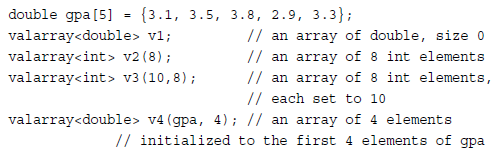 double gpa[5] = {3.1, 3.5, 3.8, 2.9, 3.3};
valarray<double> v1;         // an array of double, size 0
valarray<int> v2(8);         // an array of 8 int elements
valarray<int> v3(10,8);      // an array of 8 int elements,
                             // each set to 10
valarray<double> v4(gpa, 4); // an array of 4 elements
             // initialized to the first 4 elements of gpa